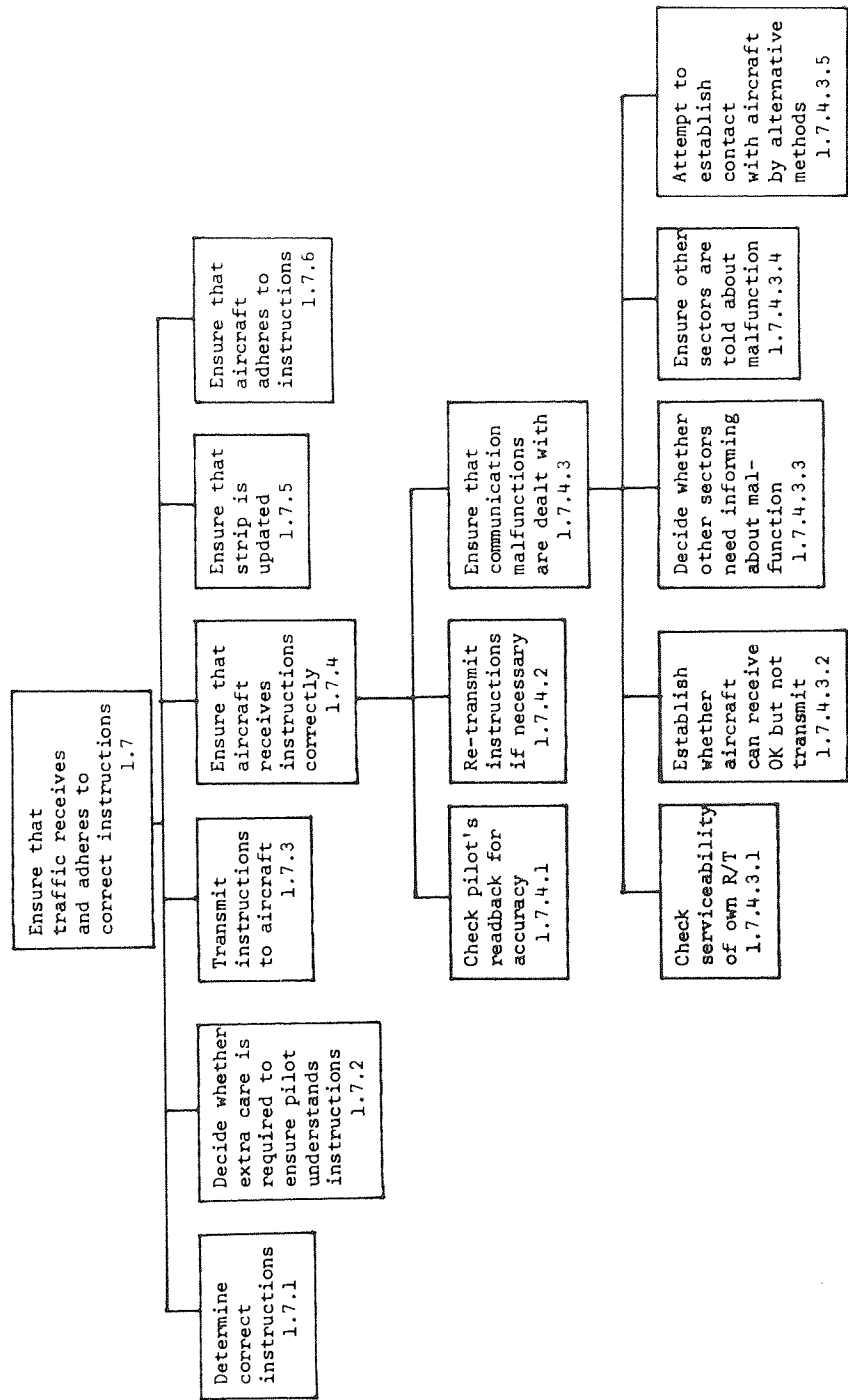 Ensure that
traffic receives
and adheres to
correct instructions
1.7
Determine
correct
instructions
1.7.1
Decide whether
extra care is
required to
ensure pilot
understands
instructions
1.7.2
Transmit
instructions
to aircraft
1.7.3
Ensure that
aircraft
receives
instructions
correctly
1.7.4
Ensure that
strip is
updated
1.7.5
Ensure that
aircraft
adheres to
instructions
1.7.6
Check pilot's
readback for
accuracy
1.7.4.1
Re-transmit
instructions
if necessary
1.7.4.2
Ensure that
communication
malfunctions
are dealt with
1.7.4.3
Check
serviceability
of own R/T
1.7.4.3.1
Establish
whether
aircraft
can receive
OK but not
transmit
1.7.4.3.2
Decide whether
other sectors
need informing
about mal-
function
1.7.4.3.3
Ensure other
sectors are
told about
malfunction
1.7.4.3.4
Attempt to
establish
contact
with aircraft
by alternative
methods
1.7.4.3.5